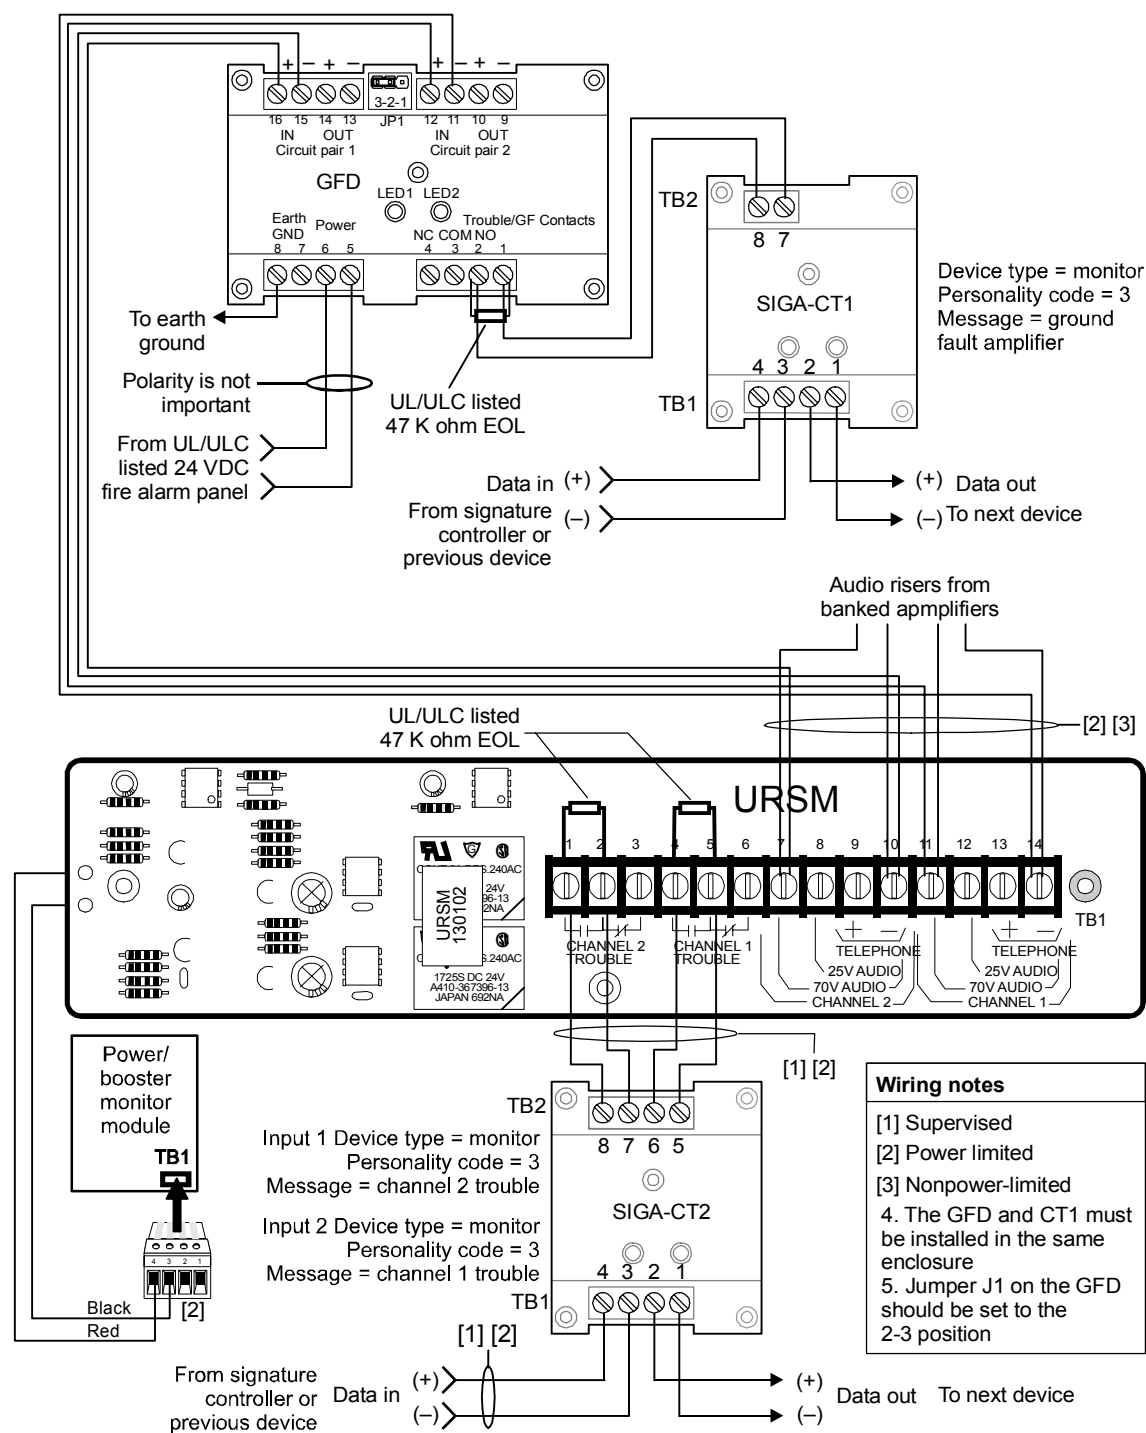 + − + −
+ − + −
3-2-1
JP1
16 15 14 13
IN OUT
Circuit pair 1
12 11 10 9
IN OUT
Circuit pair 2
GFD
LED1 LED2
Earth
GND
Power
Trouble/GF Contacts
NC COM NO
8 7 6 5
4 3 2 1
To earth
ground
Polarity is not
important
From UL/ULC
listed 24 VDC
fire alarm panel
UL/ULC listed
47 K ohm EOL
TB2
8 7
SIGA-CT1
4 3 2 1
TB1
Device type = monitor
Personality code = 3
Message = ground
fault amplifier
Data in (+)
From signature
controller or
previous device
(–)
(+) Data out
(–) To next device
Audio risers from
banked apmplifiers
[2] [3]
UL/ULC listed
47 K ohm EOL
URSM
1 2 3 4 5 6 7 8 9 10 11 12 13 14
TB1
S.240AC
24V
96-13
2NA
URSM
130102
S.240AC
1725S DC 24V
A410-367396-13
JAPAN 692NA
CHANNEL 2
TROUBLE
CHANNEL 1
TROUBLE
+ −
TELEPHONE
25V AUDIO
70V AUDIO
CHANNEL 2
+ −
TELEPHONE
25V AUDIO
70V AUDIO
CHANNEL 1
[1] [2]
Power/
booster
monitor
module
TB1
4 3 2 1
[2]
Black
Red
TB2
8 7 6 5
SIGA-CT2
4 3 2 1
TB1
Input 1 Device type = monitor
Personality code = 3
Message = channel 2 trouble
Input 2 Device type = monitor
Personality code = 3
Message = channel 1 trouble
[1] [2]
From signature
controller or
previous device
Data in
(+)
(–)
(+)
(–)
Data out To next device
Wiring notes
[1] Supervised
[2] Power limited
[3] Nonpower-limited
4. The GFD and CT1 must
be installed in the same
enclosure
5. Jumper J1 on the GFD
should be set to the
2-3 position